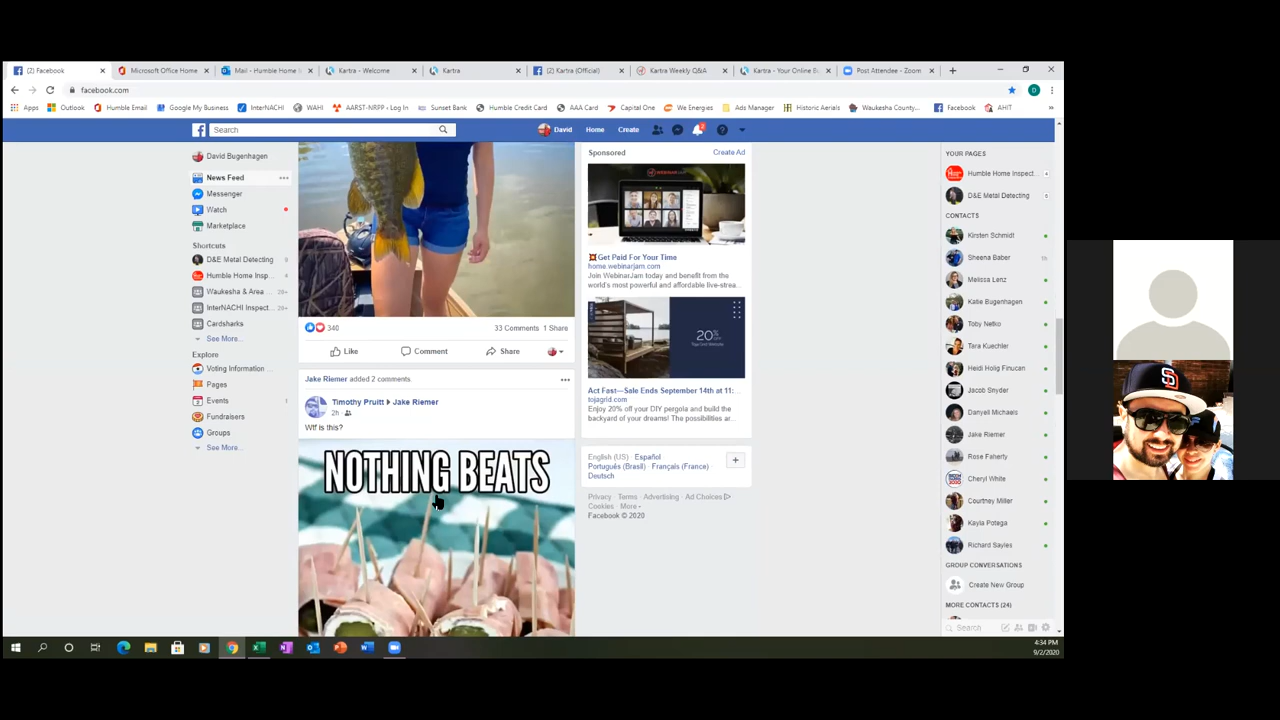 (2) Facebook
Microsoft Office Home
Mail - Humble Home I
Kartra - Welcome
Kartra
(2) Kartra (Official)
Kartra Weekly Q&A
Kartra - Your Online B
Post Attendee - Zoom
facebook.com
Apps
Outlook
Humble Email
Google My Business
InterNACHI
WAHI
AARST-NRPP • Log In
Sunset Bank
Humble Credit Card
AAA Card
Capital One
We Energies
Ad Manager
Historic Aerials
Waukesha County...
Facebook
AHIT
Search
David
Home
Create
David Bugenhagen
News Feed
Messenger
Watch
Marketplace
Shortcuts
D&E Metal Detecting
Humble Home Insp...
Waukesha & Area ...
20+
InterNACHI Inspect...
20+
Cardsharks
See More...
Explore
Voting Information ...
Pages
Events
1
Fundraisers
Groups
See More...
340
33 Comments 1 Share
Like
Comment
Share
Jake Riemer added 2 comments
Timothy Pruitt
Jake Riemer
2h
Wtf is this?
NOTHING BEATS
Sponsored
Create Ad
Get Paid For Your Time
home.webinarjam.com
Join WebinarJam today and benefit from the
world's most powerful and affordable live-strea...
20%
Act Fast—Sale Ends September 14th at 11:...
tojagrid.com
Enjoy 20% off your DIY pergola and build the
backyard of your dreams! The possibilities ar...
English (US) · Español
Português (Brasil) · Français (France)
Deutsch
Privacy · Terms · Advertising · Ad Choices
Cookies · More
Facebook © 2020
YOUR PAGES
Humble Home Inspect...
4
D&E Metal Detecting
6
CONTACTS
Kirsten Schmidt
Sheena Baber
1h
Melissa Lenz
Katie Bugenhagen
Toby Netko
Tara Kuechler
Heidi Holig Finucan
Jacob Snyder
Danyell Michaels
Jake Riemer
Rose Faherty
Cheryl White
Courtney Miller
Kayla Potega
Richard Sayles
GROUP CONVERSATIONS
Create New Group
MORE CONTACTS (24)
Search
4:34 PM
9/2/2020